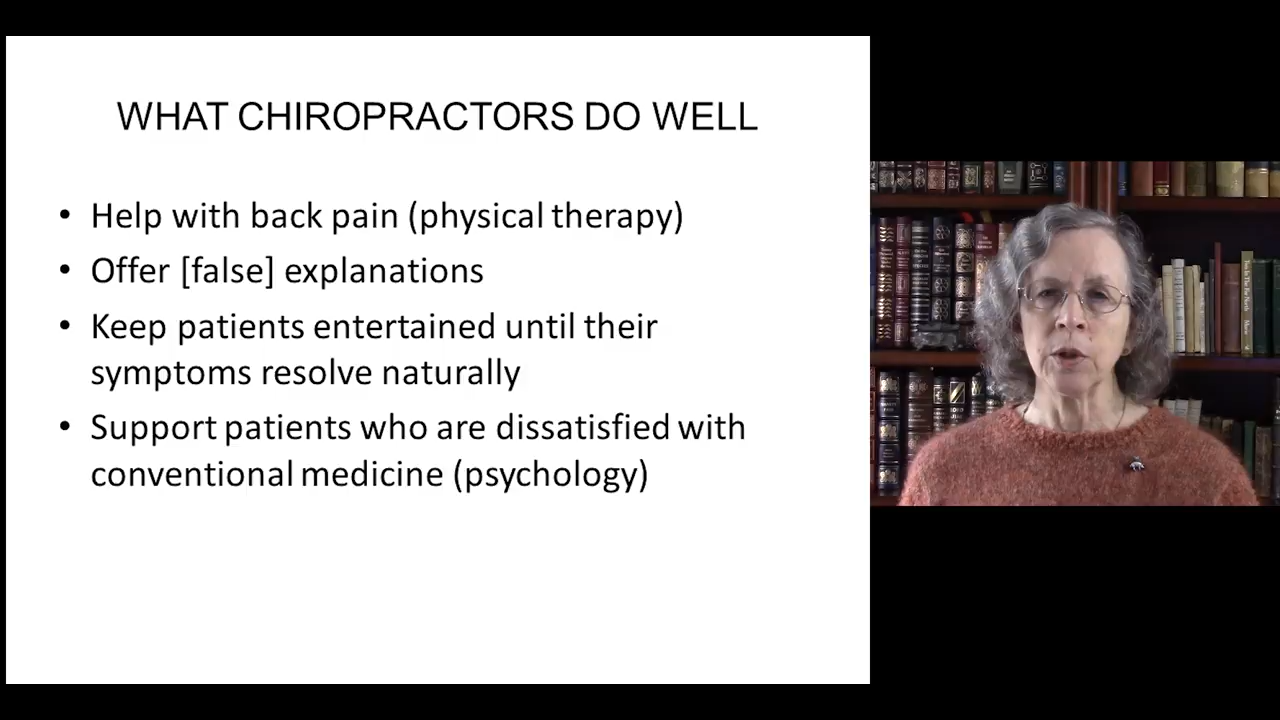 WHAT CHIROPRACTORS DO WELL
• Help with back pain (physical therapy)
• Offer [false] explanations
• Keep patients entertained until their
symptoms resolve naturally
• Support patients who are dissatisfied with
conventional medicine (psychology)